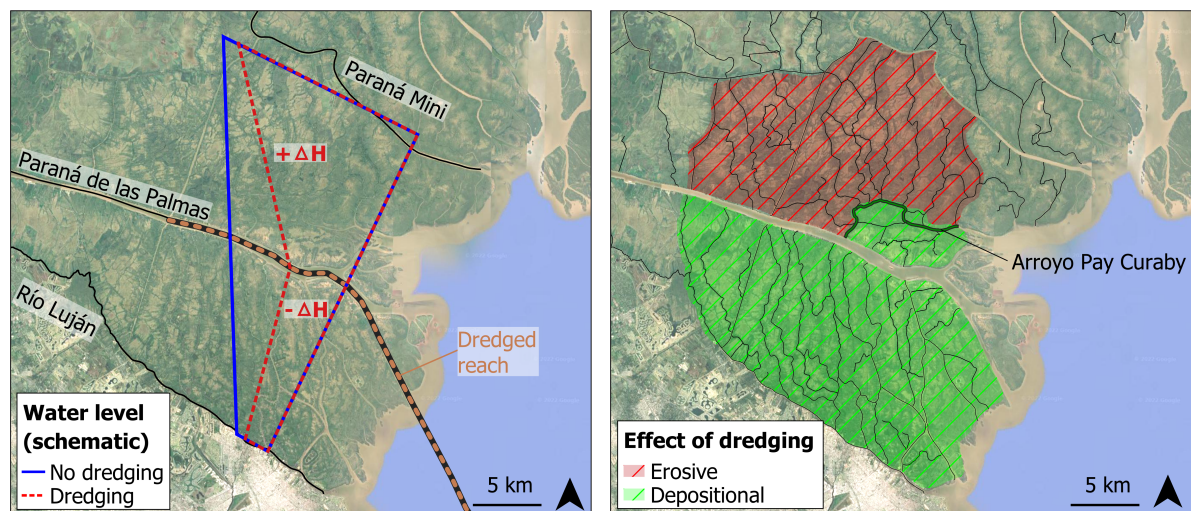 Paraná Mini
+ΔH
Paraná de las Palmas
Río Luján
-ΔH
Dredged
reach
Water level
(schematic)
No dredging
Dredging
5 km
Arroyo Pay Curaby
Effect of dredging
Erosive
Depositional
5 km